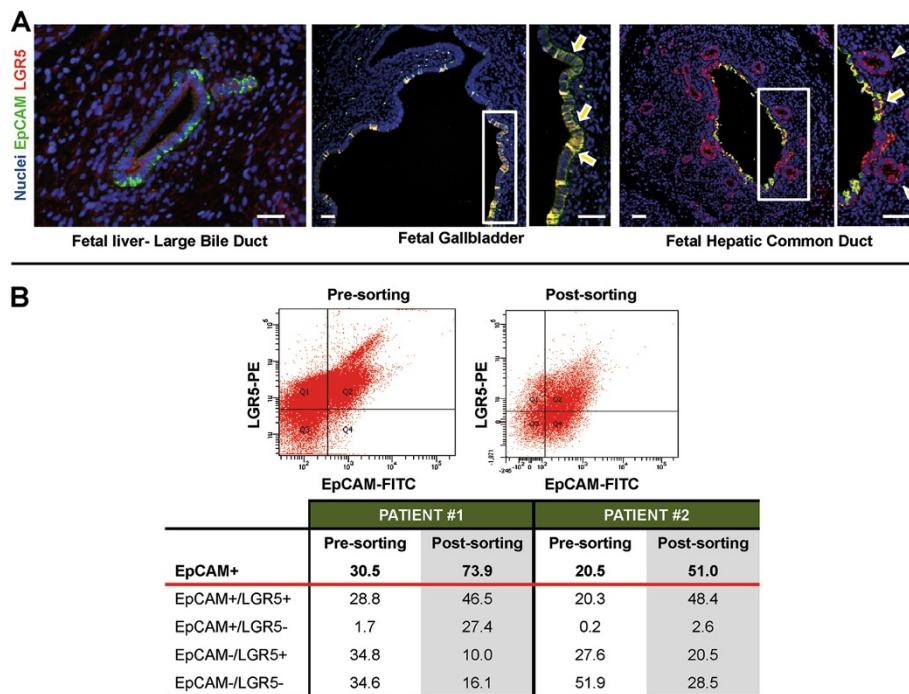 A
Nuclei EpCAM LGR5
Fetal liver- Large Bile Duct
Fetal Gallbladder
Fetal Hepatic Common Duct
B
Pre-sorting
Post-sorting
LGR5-PE
Q1
Q2
Q3
Q4
EpCAM-FITC
LGR5-PE
Q1
Q2
EpCAM-FITC
PATIENT #1 PATIENT #2
Pre-sorting Post-sorting Pre-sorting Post-sorting
EpCAM+ 30.5 73.9 20.5 51.0
EpCAM+/LGR5+ 28.8 46.5 20.3 48.4
EpCAM+/LGR5- 1.7 27.4 0.2 2.6
EpCAM-/LGR5+ 34.8 10.0 27.6 20.5
EpCAM-/LGR5- 34.6 16.1 51.9 28.5